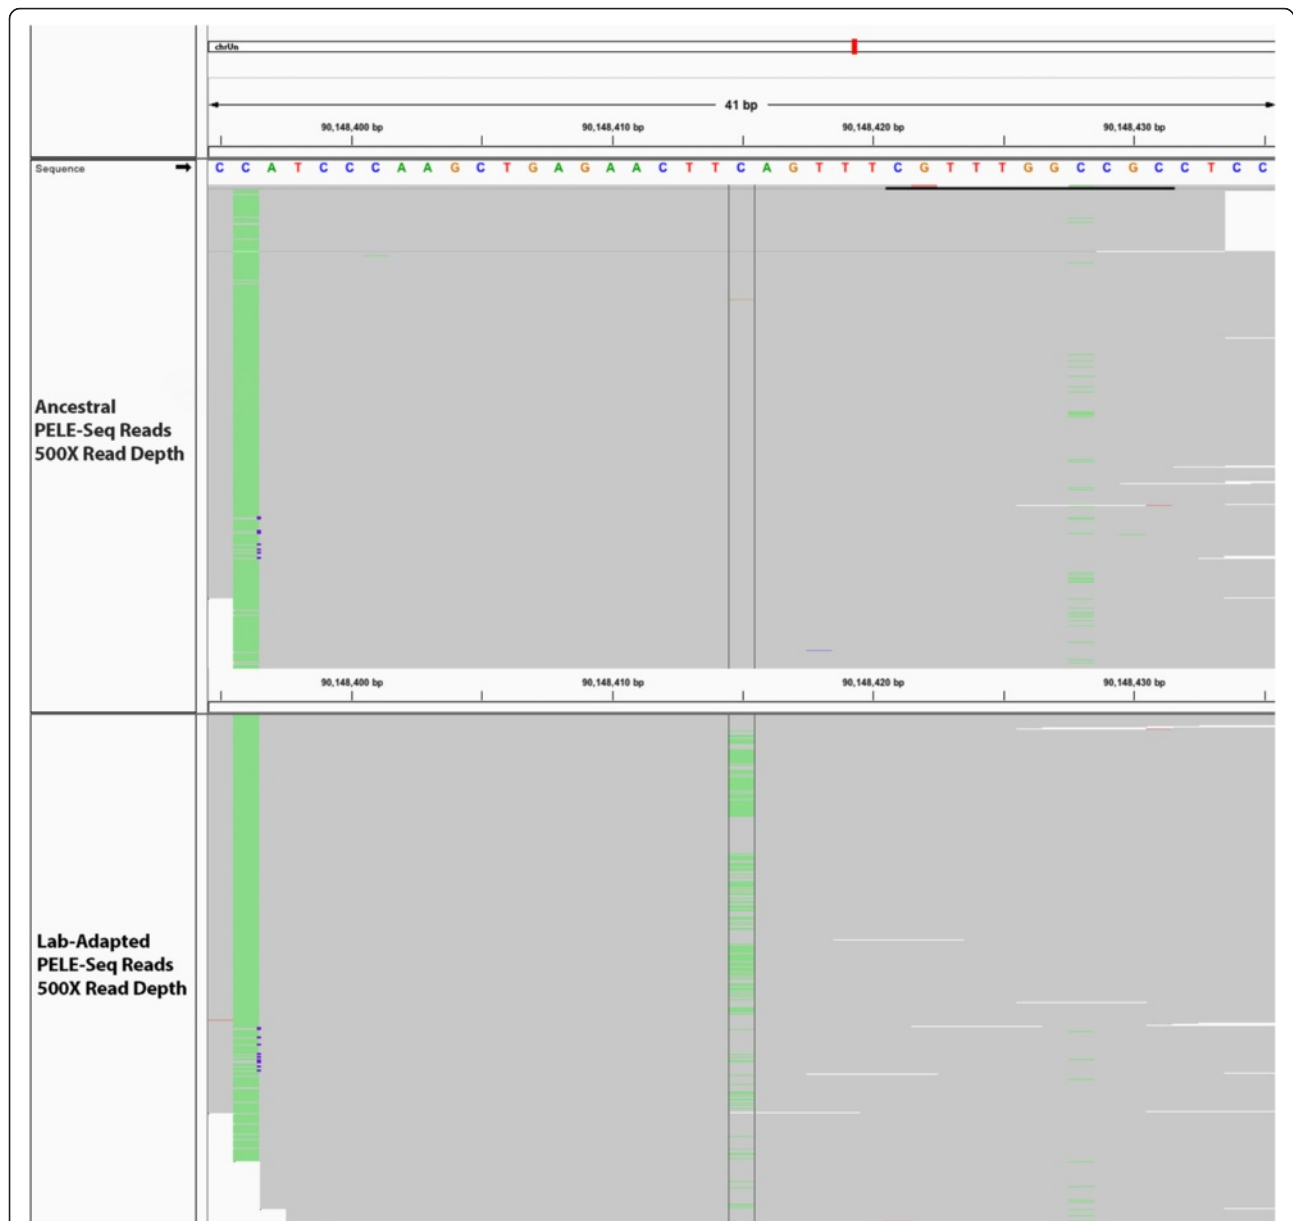 chrUn
41 bp
90,148,400 bp 90,148,410 bp 90,148,420 bp 90,148,430 bp
Sequence C C A T C C C A A G C T G A G A A C T T C A G T T T C G T T T G G C C G C C T C C
Ancestral
PELE-Seq Reads
500X Read Depth
90,148,400 bp 90,148,410 bp 90,148,420 bp 90,148,430 bp
Lab-Adapted
PELE-Seq Reads
500X Read Depth